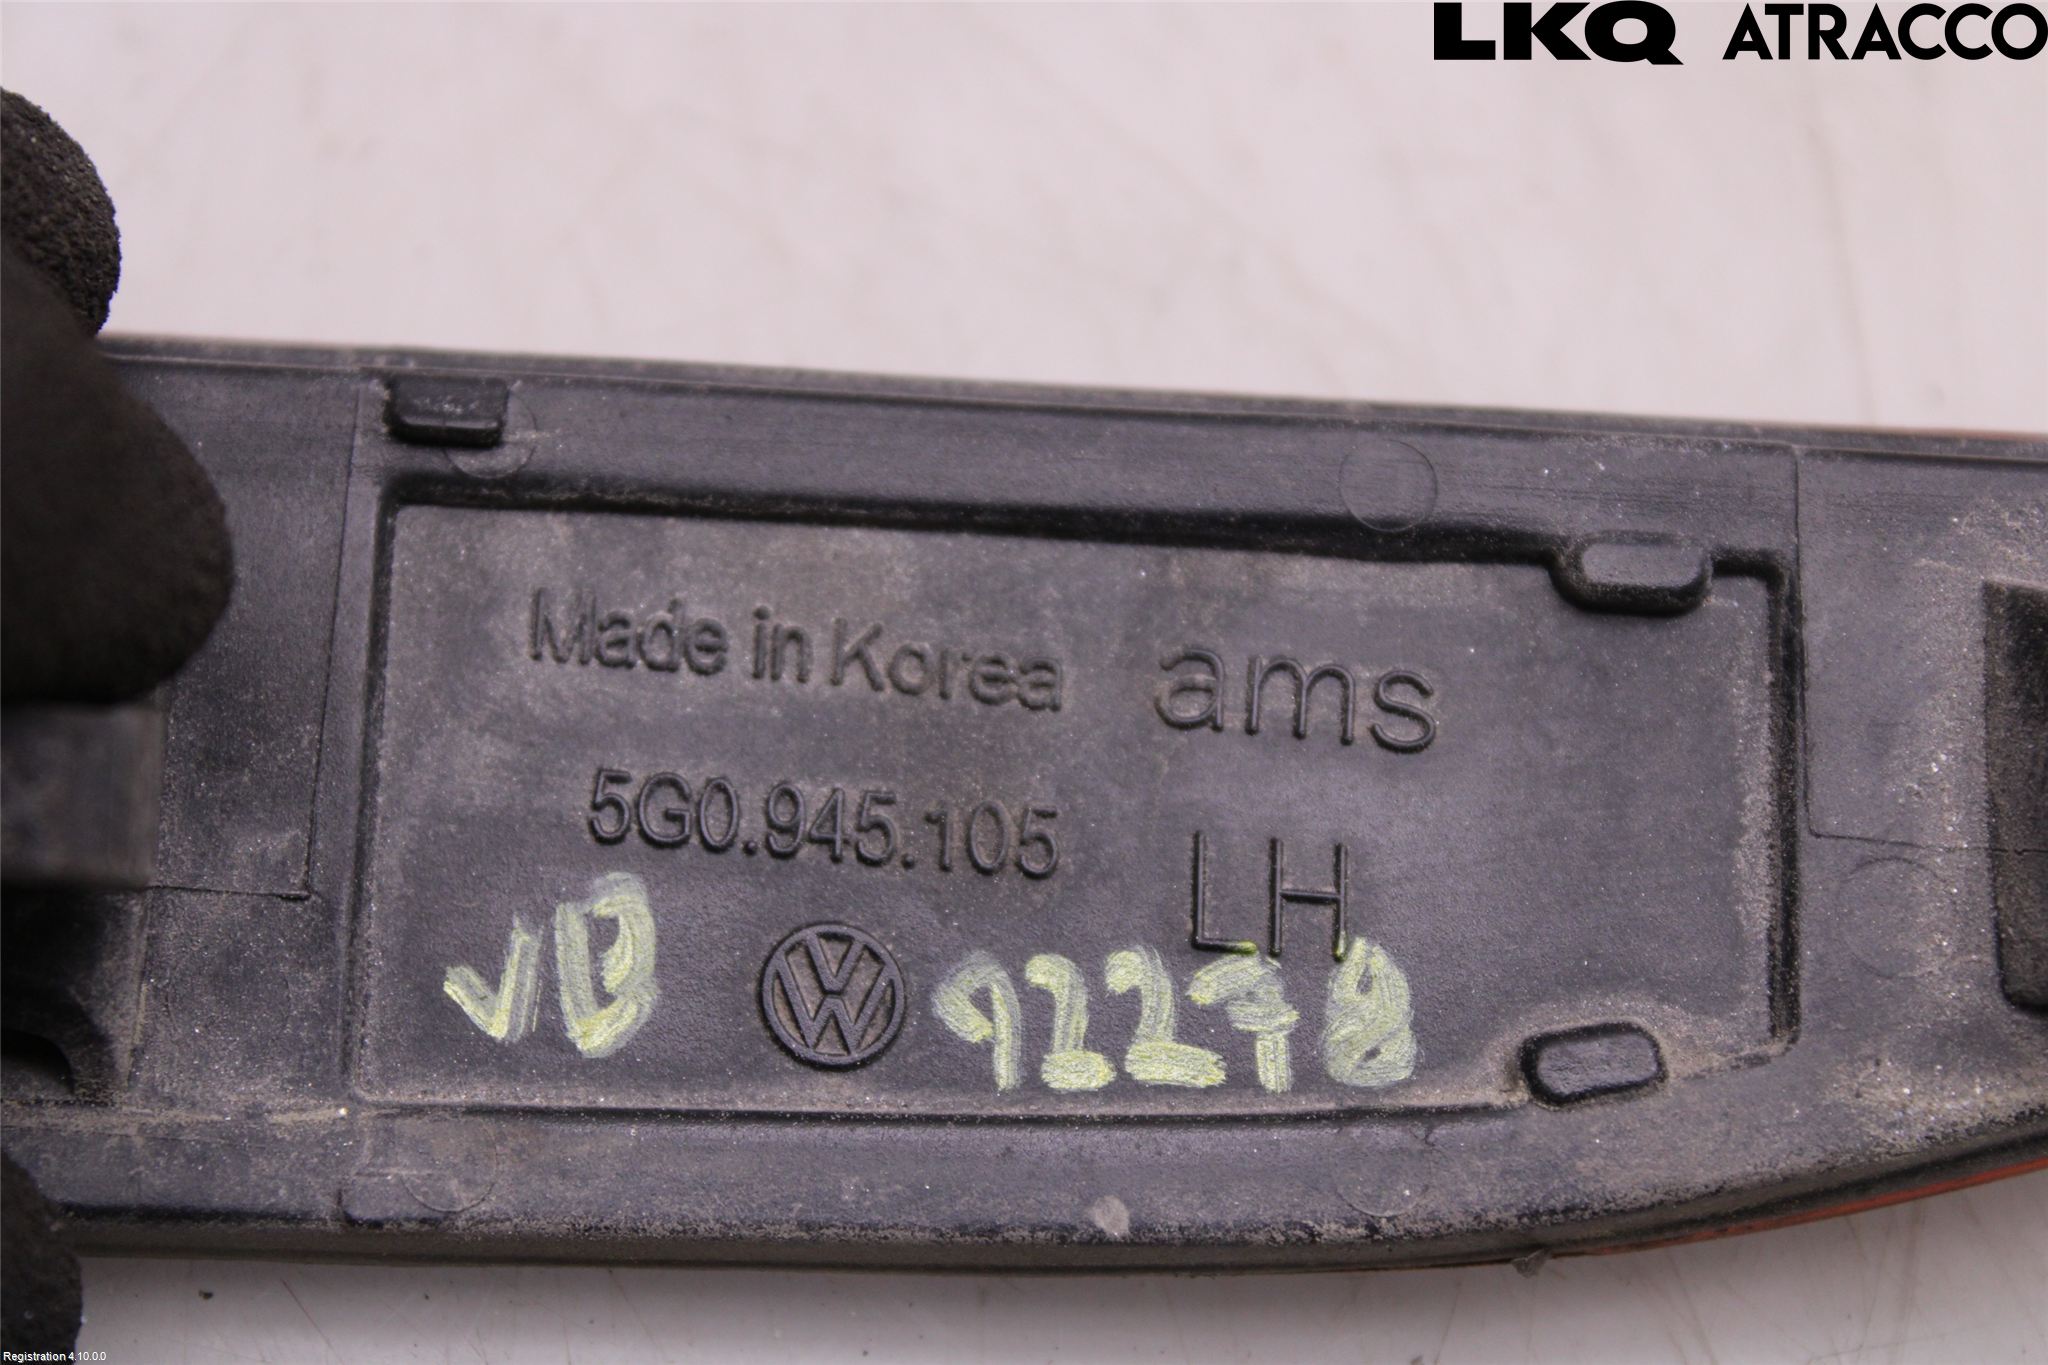 LKQ ATRACCO
Made in Korea ams
5G0.945.105
LH
VB
92278
Registration 4.10.0.0